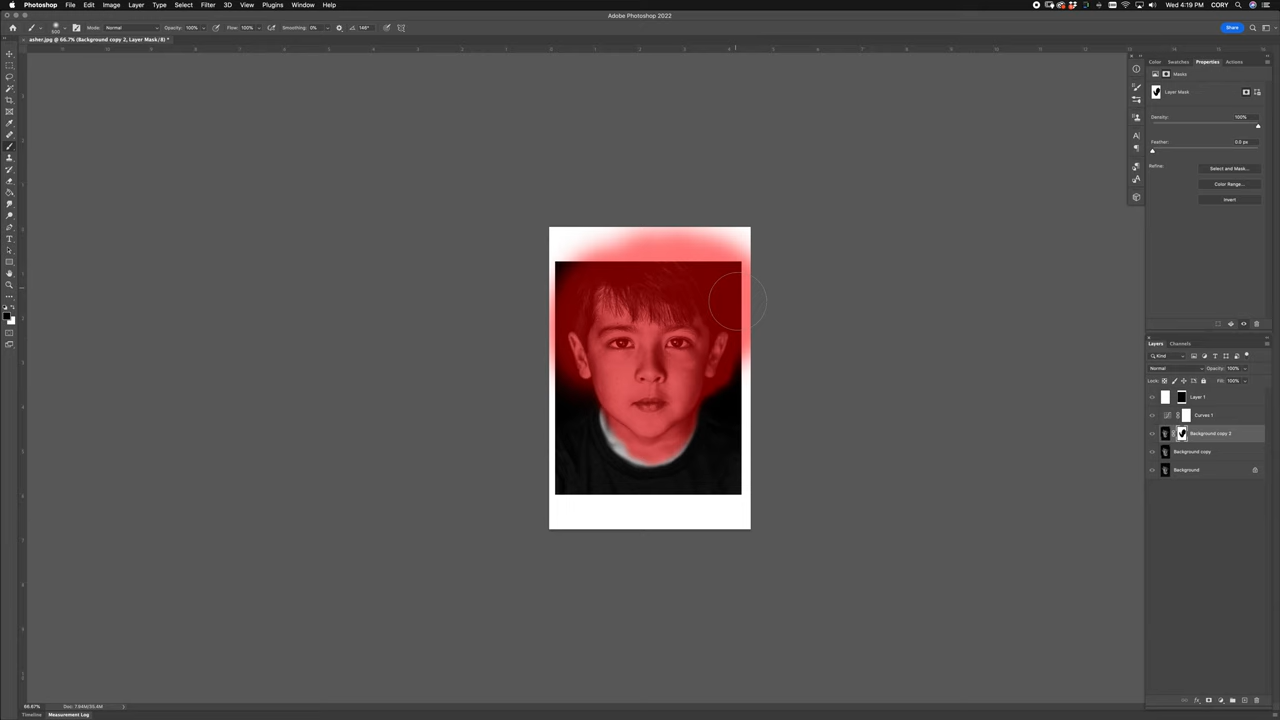 Photoshop File Edit Image Layer Type Select Filter 3D View Plugins Window Help
CORY Wed 4:19 PM
Adobe Photoshop 2022
Mode: Normal Opacity: 100% Flow: 100% Smoothing: 0% 146° Share
asher.jpg @ 66.7% (Background copy 2, Layer Mask/8) *
Color Swatches Properties Actions
Masks
Layer Mask
Density: 100%
Feather: 0.0 px
Refine: Select and Mask...
Color Range...
Invert
Layers Channels
Kind
Normal Opacity: 100%
Lock: Fill: 100%
Layer 1
Curves 1
Background copy 2
Background copy
Background
66.67% Doc: 7.94M/35.4M
Timeline Measurement Log